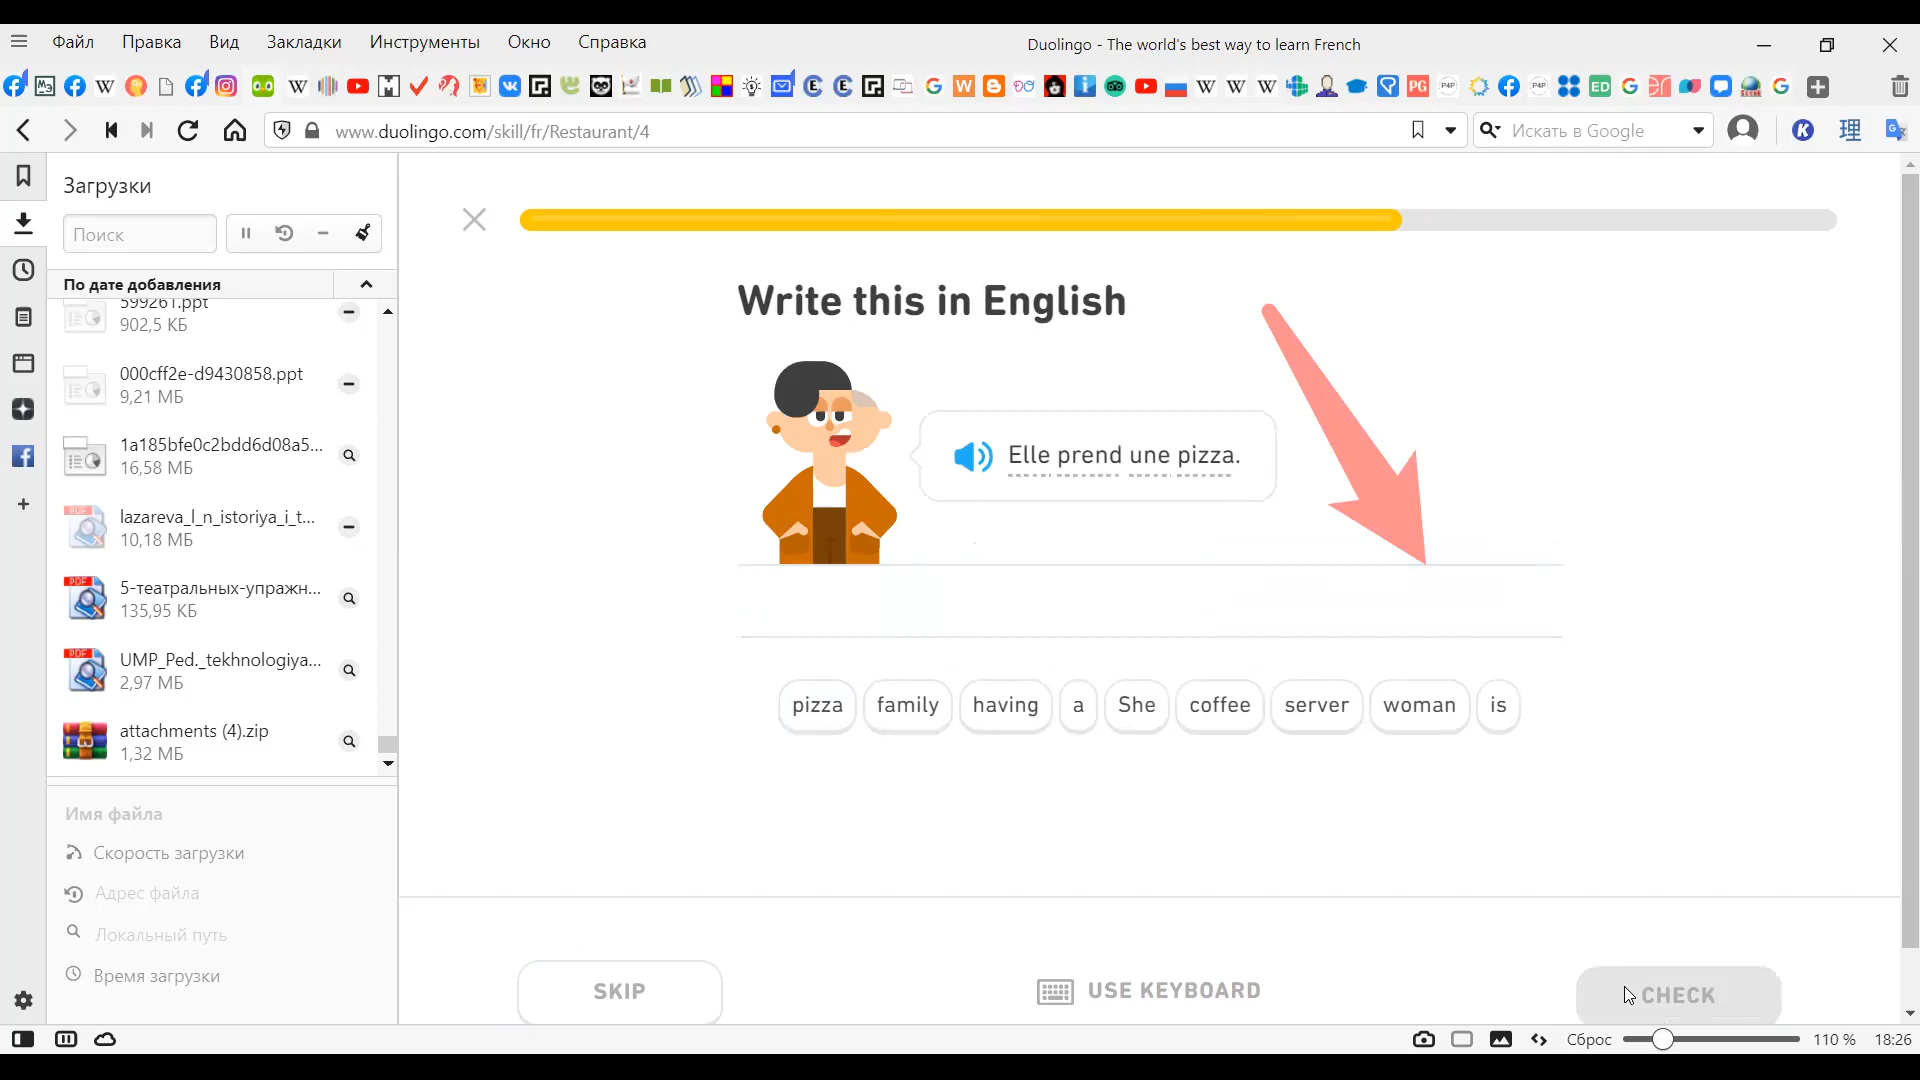 Файл Правка Вид Закладки Инструменты Окно Справка
Duolingo - The world's best way to learn French
www.duolingo.com/skill/fr/Restaurant/4
Искать в Google
Загрузки
Поиск
По дате добавления
599261.ppt
902,5 КБ
000cff2e-d9430858.ppt
9,21 МБ
1a185bfe0c2bdd6d08a5...
16,58 МБ
lazareva_l_n_istoriya_i_t...
10,18 МБ
5-театральных-упражн...
135,95 КБ
UMP_Ped._tekhnologiya...
2,97 МБ
attachments (4).zip
1,32 МБ
Имя файла
Скорость загрузки
Адрес файла
Локальный путь
Время загрузки
Write this in English
Elle prend une pizza.
pizza family having a She coffee server woman is
SKIP
USE KEYBOARD
CHECK
Сброс 110 % 18:26